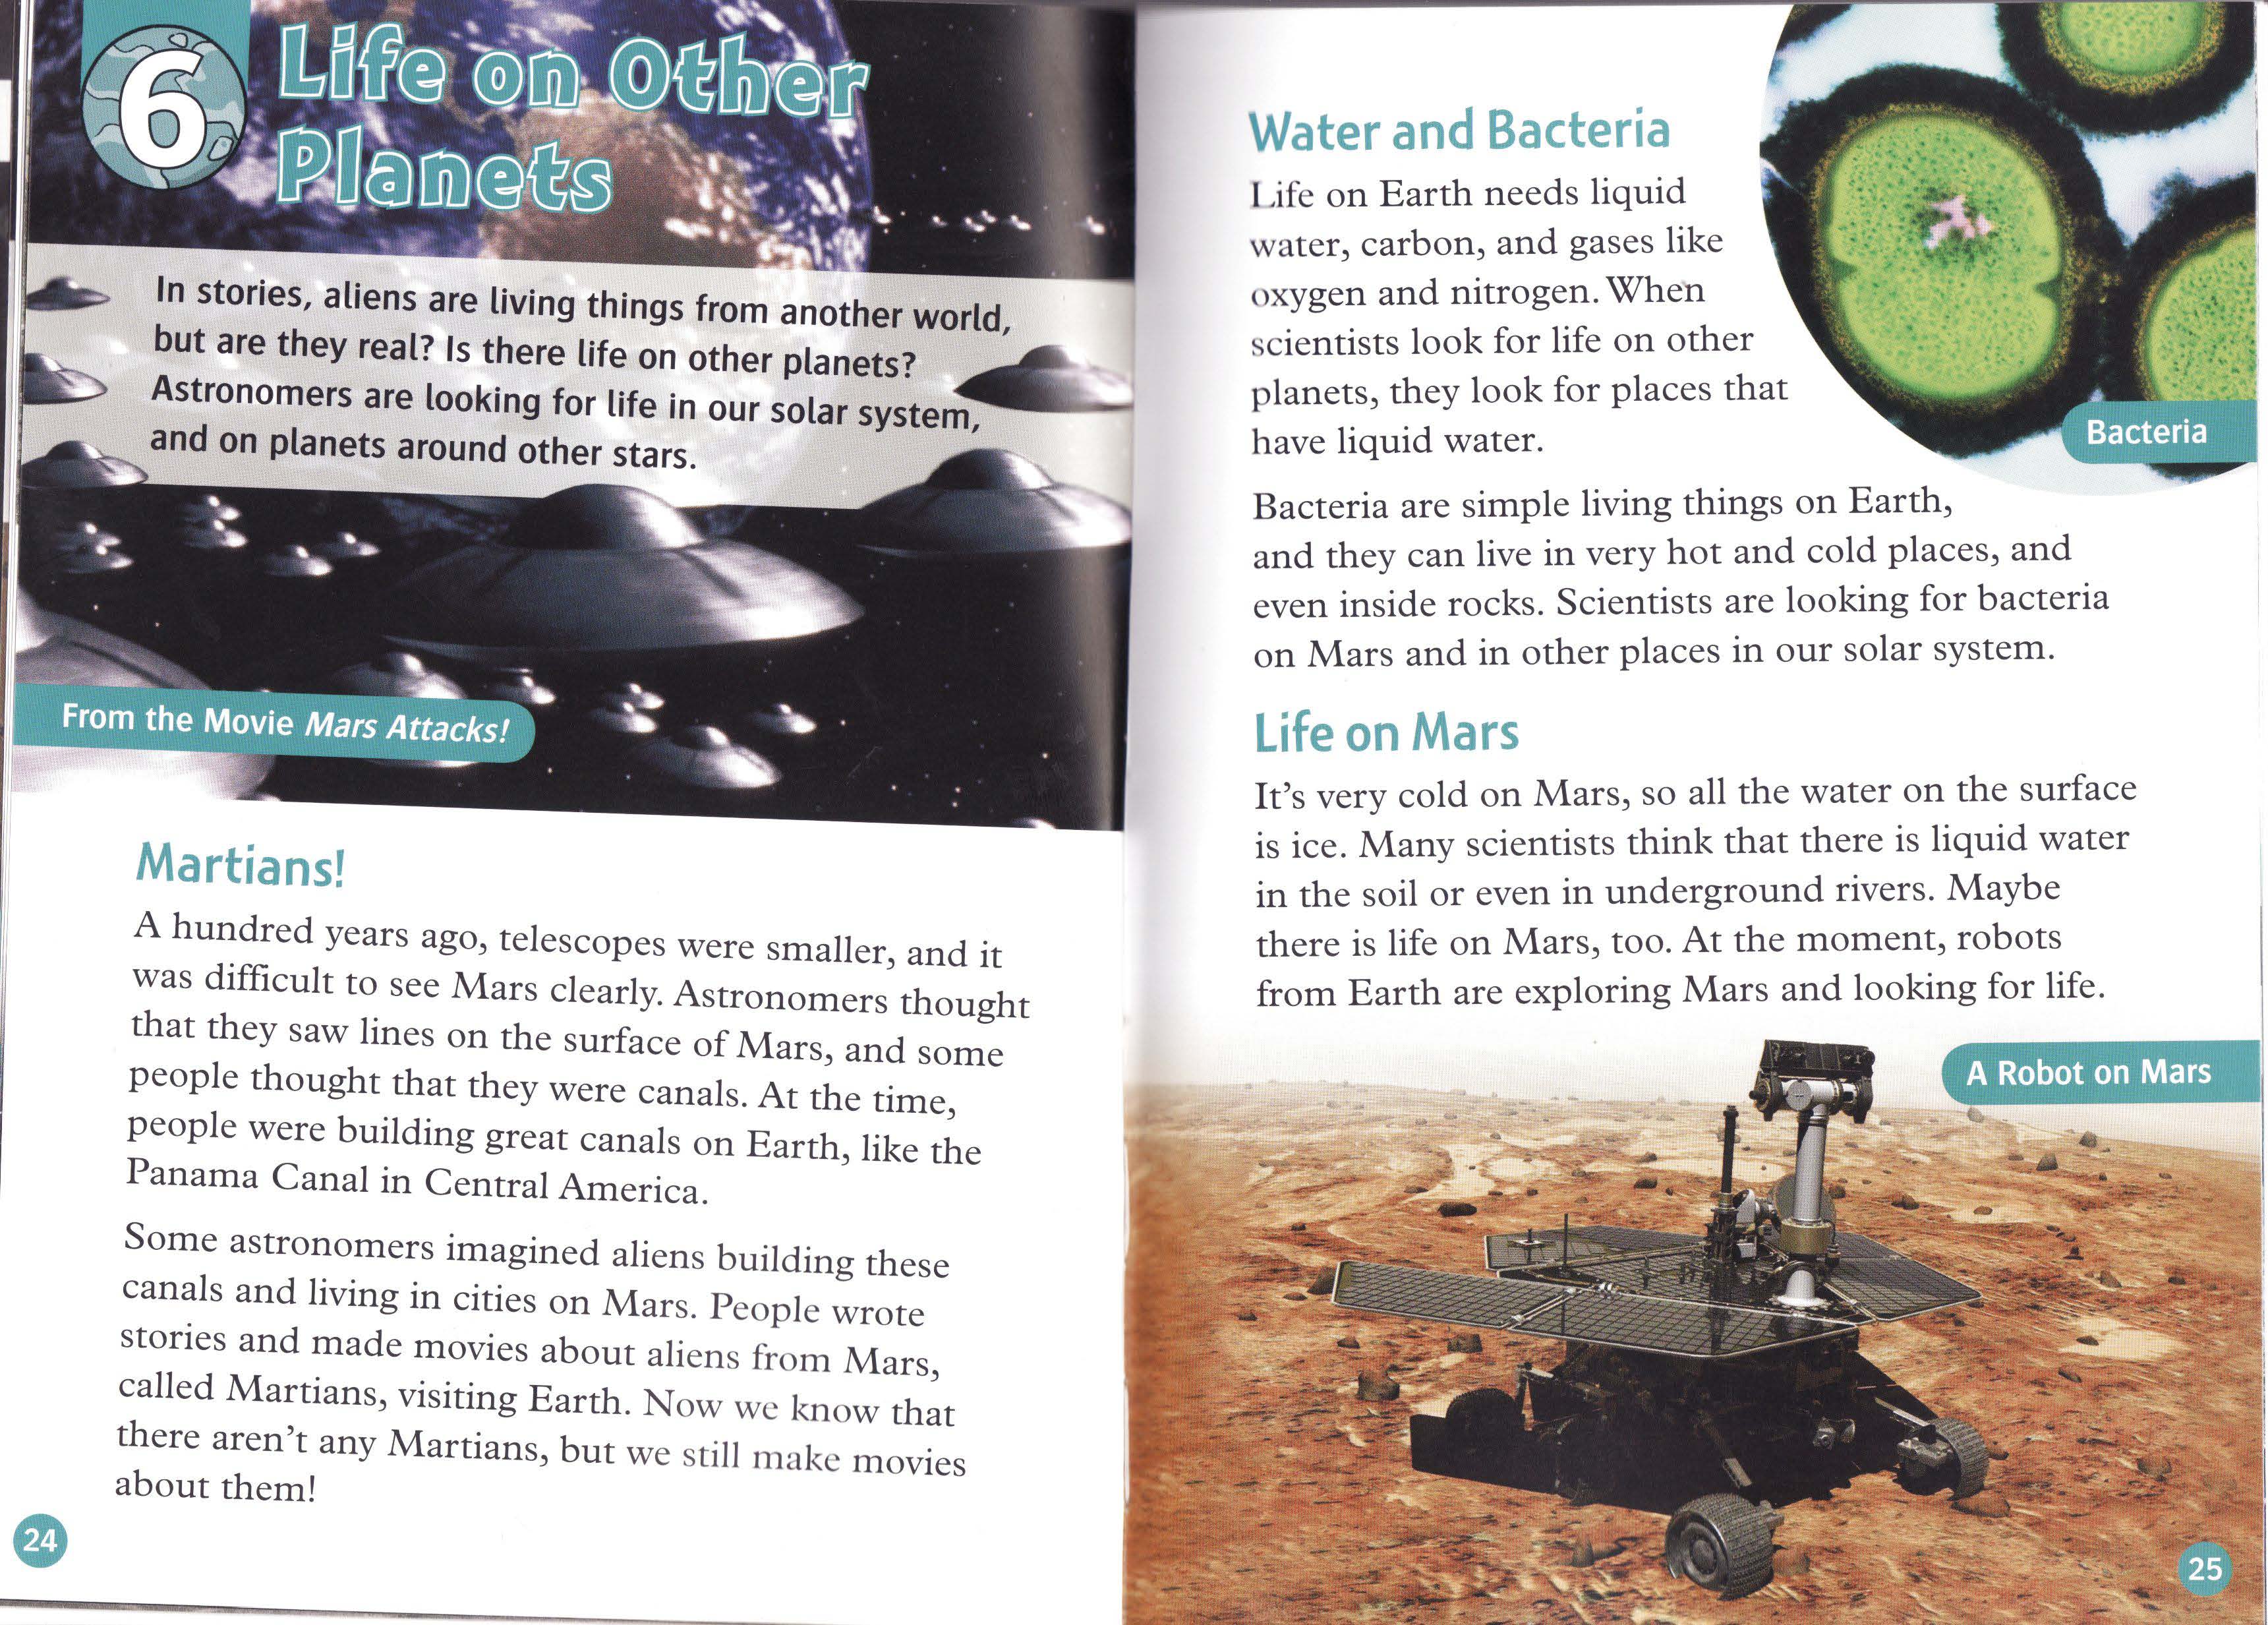 6
Life on Other
Planets
In stories, aliens are living things from another world,
but are they real? Is there life on other planets?
Astronomers are looking for life in our solar system,
and on planets around other stars.
From the Movie Mars Attacks!
Martians!
A hundred years ago, telescopes were smaller, and it
was difficult to see Mars clearly. Astronomers thought
that they saw lines on the surface of Mars, and some
people thought that they were canals. At the time,
people were building great canals on Earth, like the
Panama Canal in Central America.
Some astronomers imagined aliens building these
canals and living in cities on Mars. People wrote
stories and made movies about aliens from Mars,
called Martians, visiting Earth. Now we know that
there aren't any Martians, but we still make movies
about them!
24
Water and Bacteria
Life on Earth needs liquid
water, carbon, and gases like
oxygen and nitrogen. When
scientists look for life on other
planets, they look for places that
have liquid water.
Bacteria
Bacteria are simple living things on Earth,
and they can live in very hot and cold places, and
even inside rocks. Scientists are looking for bacteria
on Mars and in other places in our solar system.
Life on Mars
It's very cold on Mars, so all the water on the surface
is ice. Many scientists think that there is liquid water
in the soil or even in underground rivers. Maybe
there is life on Mars, too. At the moment, robots
from Earth are exploring Mars and looking for life.
A Robot on Mars
25